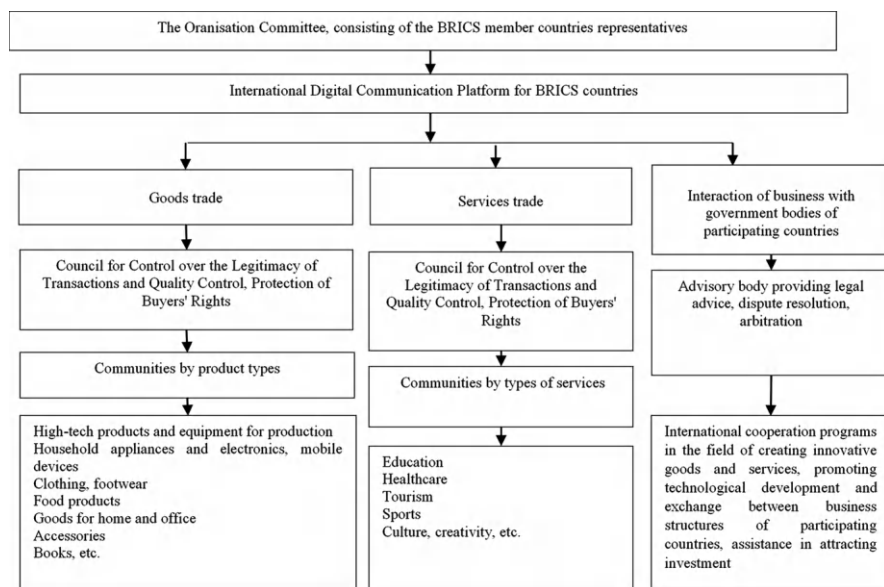 The Oranisation Committee, consisting of the BRICS member countries representatives
International Digital Communication Platform for BRICS countries
Goods trade
Services trade
Interaction of business with
government bodies of
participating countries
Council for Control over the Legitimacy of
Transactions and Quality Control, Protection of
Buyers' Rights
Council for Control over the
Legitimacy of Transactions and
Quality Control, Protection of Buyers'
Rights
Advisory body providing legal
advice, dispute resolution,
arbitration
Communities by product types
Communities by types of services
High-tech products and equipment for production
Household appliances and electronics, mobile
devices
Clothing, footwear
Food products
Goods for home and office
Accessories
Books, etc.
Education
Healthcare
Tourism
Sports
Culture, creativity, etc.
International cooperation programs
in the field of creating innovative
goods and services, promoting
technological development and
exchange between business
structures of participating
countries, assistance in attracting
investment